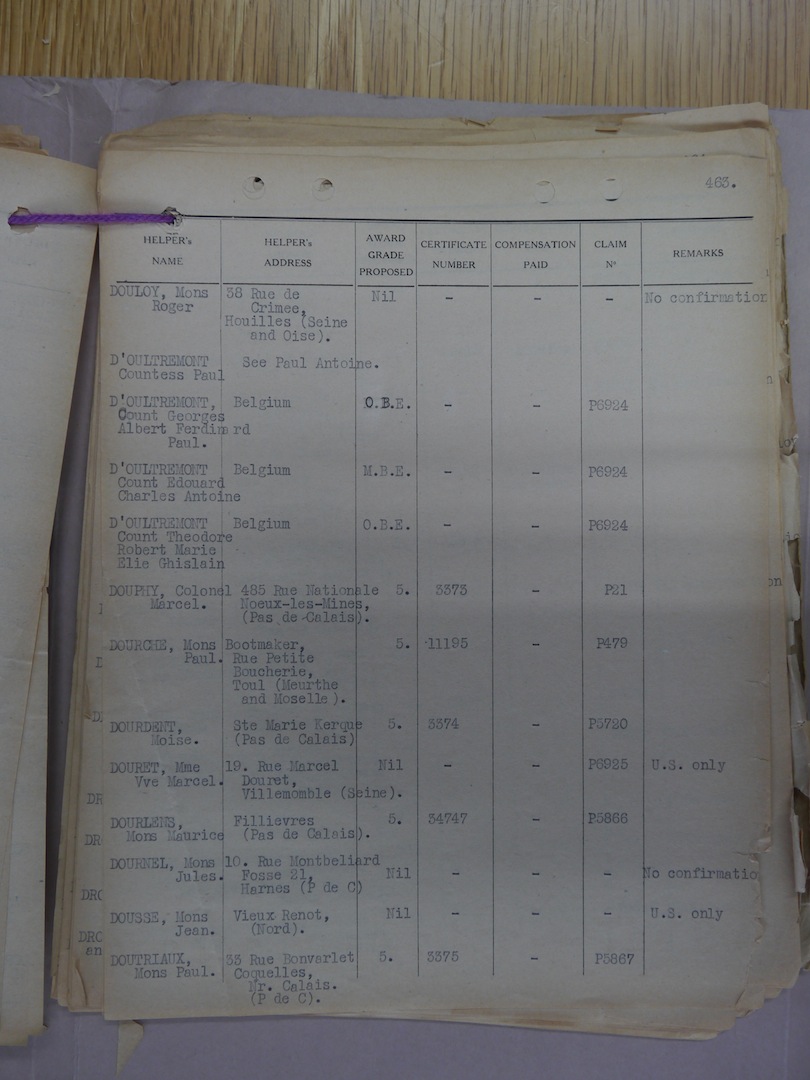 463.
HELPER's NAME HELPER's ADDRESS AWARD GRADE PROPOSED CERTIFICATE NUMBER COMPENSATION PAID CLAIM Nº REMARKS
DOULOY, Mons 38 Rue de Nil - - - No confirmation
Roger Crimee,
Houilles (Seine
and Oise).
D'OULTREMONT See Paul Antoine.
Countess Paul
D'OULTREMONT, Belgium O.B.E. - - P6924
Count Georges
Albert Ferdinard
Paul.
D'OULTREMONT Belgium M.B.E. - - P6924
Count Edouard
Charles Antoine
D'OULTREMONT Belgium O.B.E. - - P6924
Count Theodore
Robert Marie
Elie Ghislain
DOUPHY, Colonel 485 Rue Nationale 5. 3373 - P21
Marcel. Noeux-les-Mines,
(Pas de Calais).
DOURCHE, Mons Bootmaker, 5. 11195 - P479
Paul. Rue Petite
Boucherie,
Toul (Meurthe
and Moselle ).
DOURDENT, Ste Marie Kerque 5. 3374 - P5720
Moise. (Pas de Calais)
DOURET, Mme 19. Rue Marcel Nil - - P6925 U.S. only
Vve Marcel. Douret,
Villemomble (Seine).
DOURLENS, Fillievres 5. 34747 - P5866
Mons Maurice (Pas de Calais).
DOURNEL, Mons 10. Rue Montbeliard
Jules. Fosse 21, Nil - - - No confirmatio
Harnes (P de C)
DOUSSE, Mons Vieux Renot, Nil - - - U.S. only
Jean. (Nord).
DOUTRIAUX, 33 Rue Bonvarlet 5. 3375 - P5867
Mons Paul. Coquelles,
Nr. Calais.
(P de C).